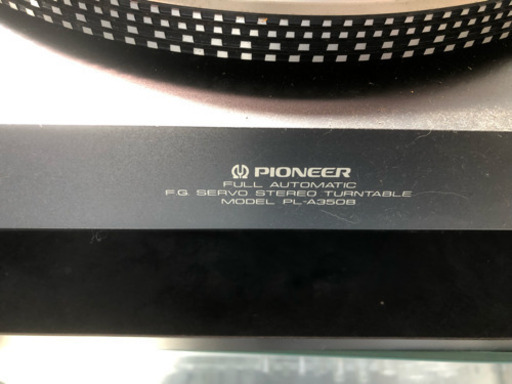 PIONEER
FULL AUTOMATIC
F.G. SERVO STEREO TURNTABLE
MODEL PL-A350B